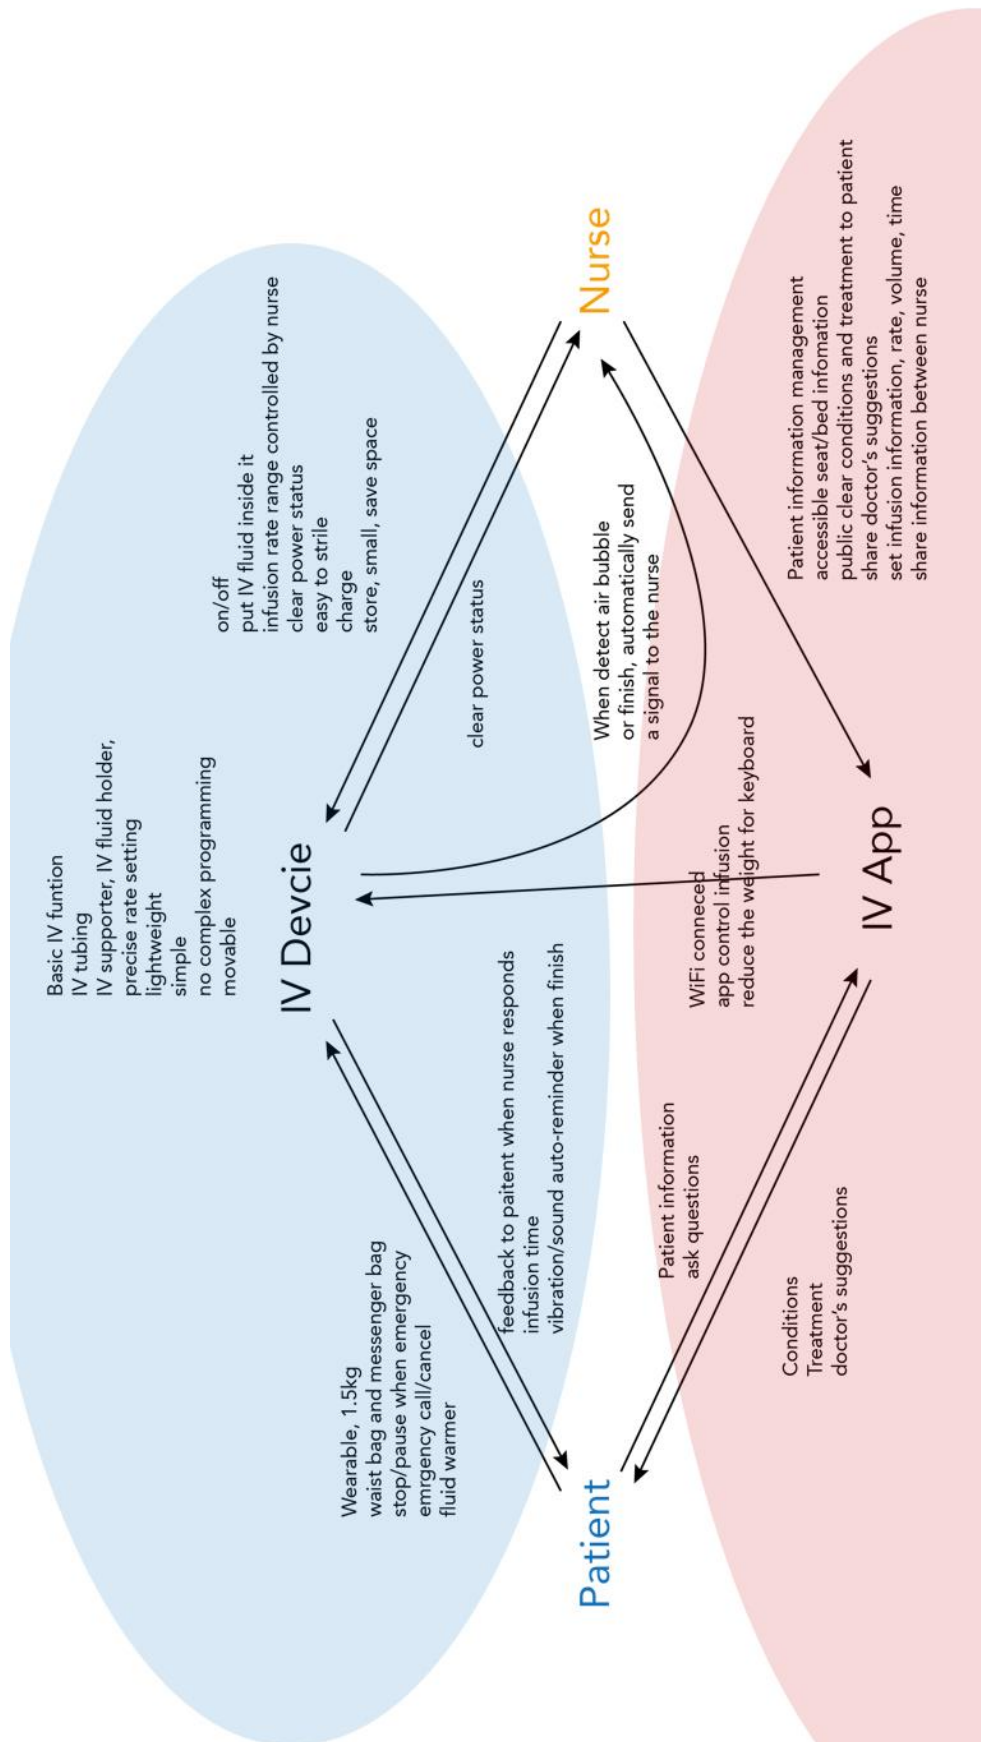 Basic IV funtion
IV tubing
IV supporter, IV fluid holder,
precise rate setting
lightweight
simple
no complex programming
movable
IV Devcie
on/off
put IV fluid inside it
infusion rate range controlled by nurse
clear power status
easy to strile
charge
store, small, save space
Wearable, 1.5kg
waist bag and messenger bag
stop/pause when emergency
emrgency call/cancel
fluid warmer
feedback to paitent when nurse responds
infusion time
vibration/sound auto-reminder when finish
clear power status
Patient
Nurse
When detect air bubble
or finish, automatically send
a signal to the nurse
Patient information
ask questions
WiFi conneced
app control infusion
reduce the weight for keyboard
Conditions
Treatment
doctor's suggestions
IV App
Patient information management
accessible seat/bed infomation
public clear conditions and treatment to patient
share doctor's suggestions
set infusion information, rate, volume, time
share information between nurse